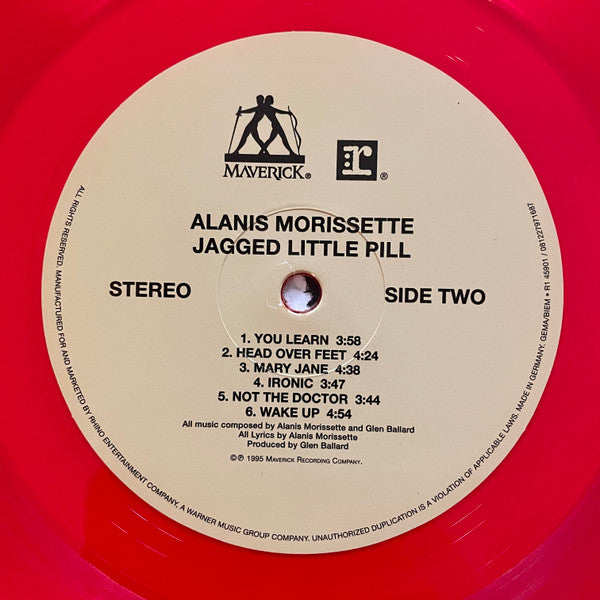 MAVERICK®
r®
ALANIS MORISSETTE
JAGGED LITTLE PILL
STEREO
SIDE TWO
1. YOU LEARN 3:58
2. HEAD OVER FEET 4:24
3. MARY JANE 4:38
4. IRONIC 3:47
5. NOT THE DOCTOR 3:44
6. WAKE UP 4:54
All music composed by Alanis Morissette and Glen Ballard
All Lyrics by Alanis Morissette
Produced by Glen Ballard
©℗ 1995 MAVERICK RECORDING COMPANY.
ALL RIGHTS RESERVED. MANUFACTURED FOR AND MARKETED BY RHINO ENTERTAINMENT COMPANY, A WARNER MUSIC GROUP COMPANY. UNAUTHORIZED DUPLICATION IS A VIOLATION OF APPLICABLE LAWS. MADE IN GERMANY. GEMA/BIEM • R1 45901 / 081227971687